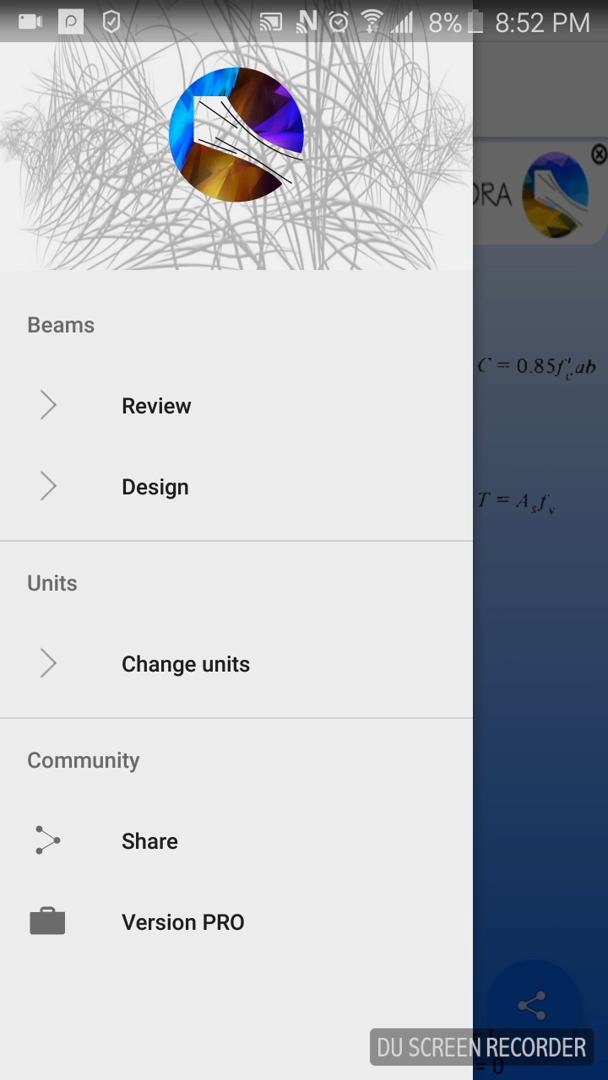 8% 8:52 PM
ORA
Beams
C = 0.85f'cab
Review
Design
T = Asfy
Units
Change units
Community
Share
Version PRO
DU SCREEN RECORDER
= 0